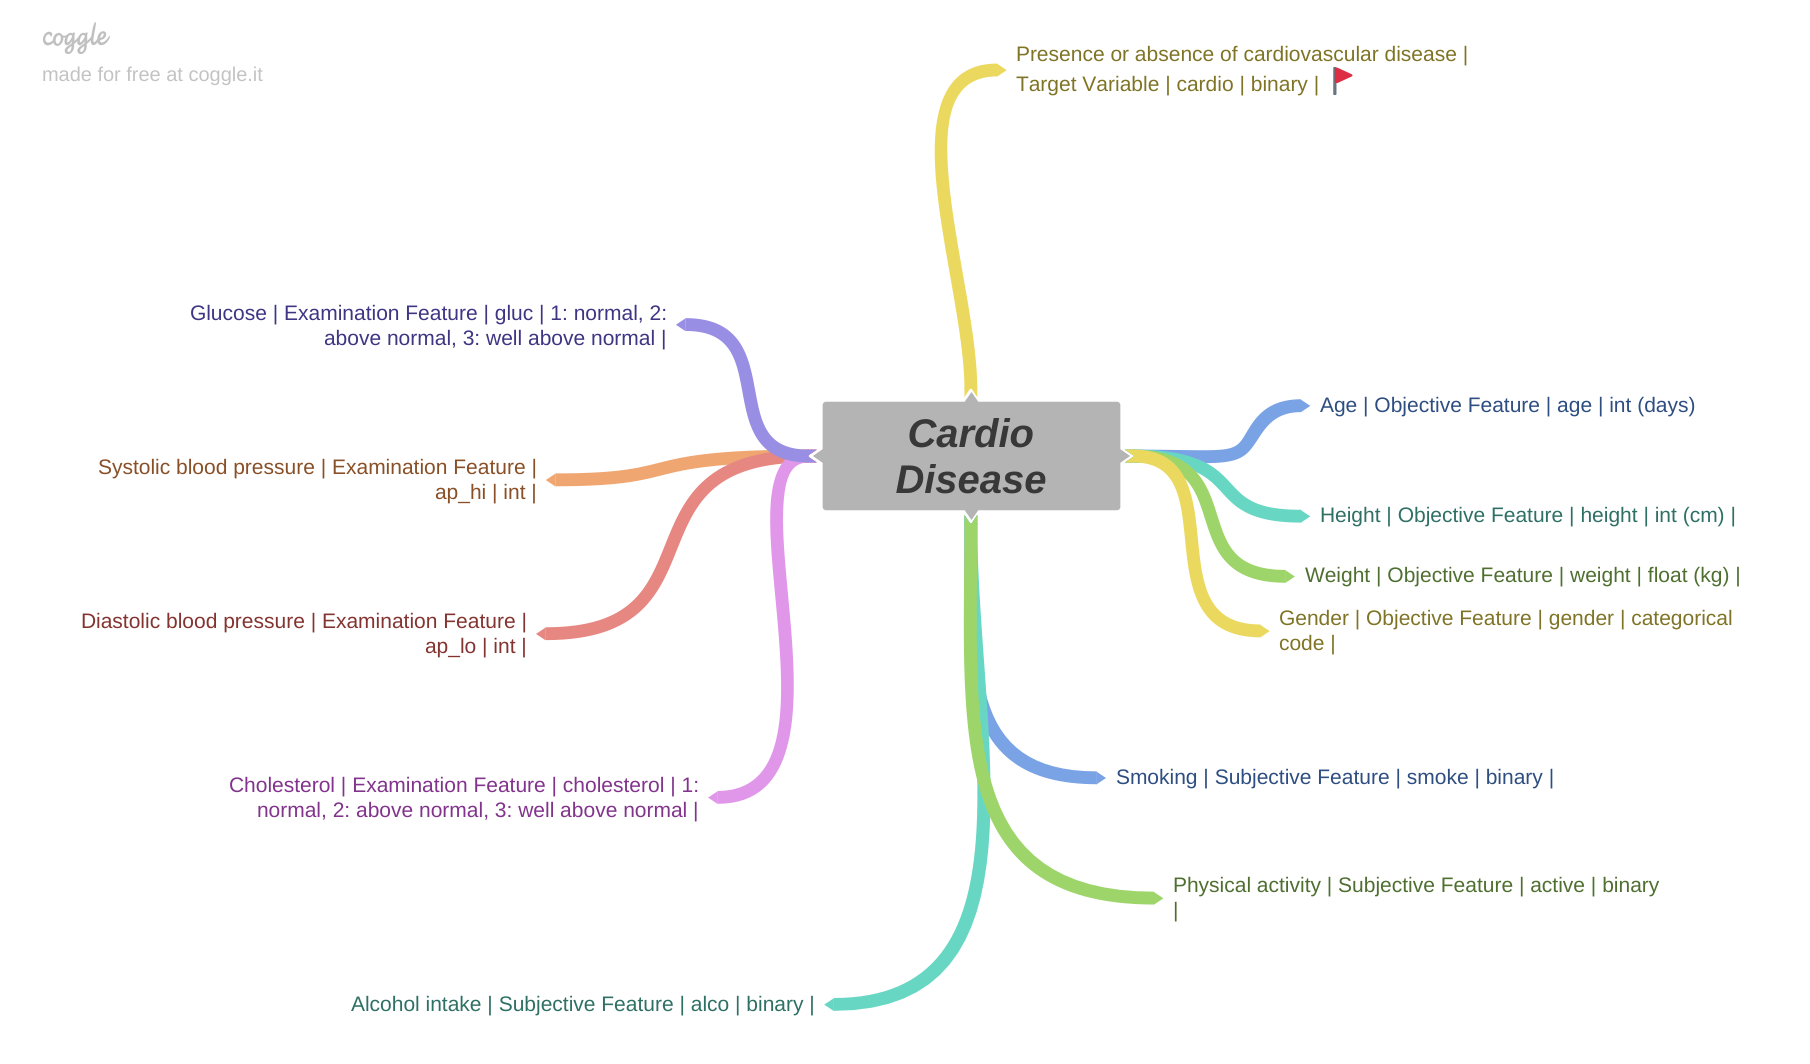 coggle
made for free at coggle.it
Presence or absence of cardiovascular disease |
Target Variable | cardio | binary |
Glucose | Examination Feature | gluc | 1: normal, 2:
above normal, 3: well above normal |
Systolic blood pressure | Examination Feature |
ap_hi | int |
Diastolic blood pressure | Examination Feature |
ap_lo | int |
Cholesterol | Examination Feature | cholesterol | 1:
normal, 2: above normal, 3: well above normal |
Cardio
Disease
Age | Objective Feature | age | int (days)
Height | Objective Feature | height | int (cm) |
Weight | Objective Feature | weight | float (kg) |
Gender | Objective Feature | gender | categorical
code |
Smoking | Subjective Feature | smoke | binary |
Physical activity | Subjective Feature | active | binary
|
Alcohol intake | Subjective Feature | alco | binary |